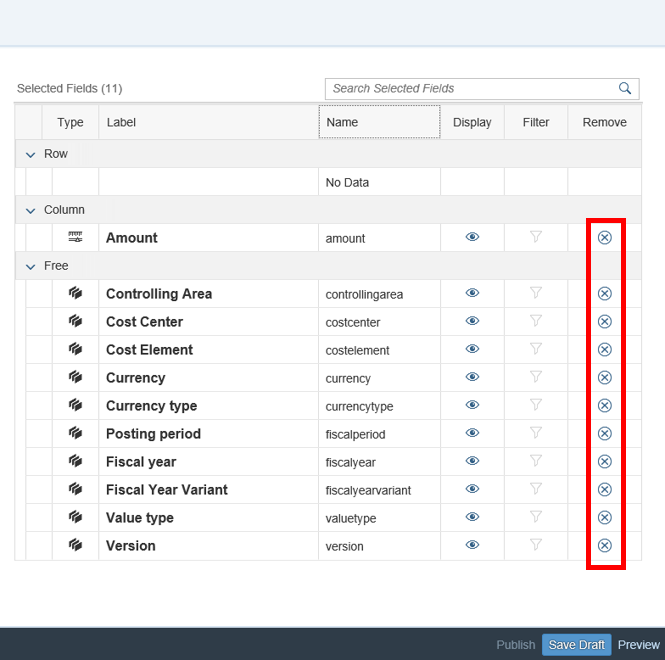 Selected Fields (11) Search Selected Fields
Type Label Name Display Filter Remove
Row
No Data
Column
Amount amount
Free
Controlling Area controllingarea
Cost Center costcenter
Cost Element costelement
Currency currency
Currency type currencytype
Posting period fiscalperiod
Fiscal year fiscalyear
Fiscal Year Variant fiscalyearvariant
Value type valuetype
Version version
Publish Save Draft Preview